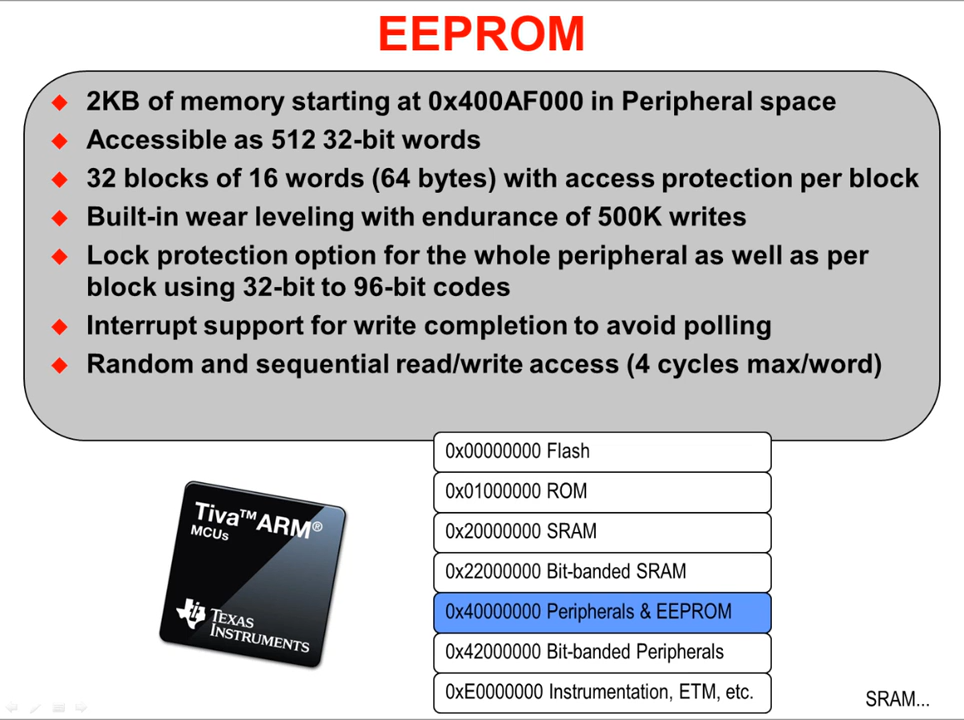 EEPROM
2KB of memory starting at 0x400AF000 in Peripheral space
Accessible as 512 32-bit words
32 blocks of 16 words (64 bytes) with access protection per block
Built-in wear leveling with endurance of 500K writes
Lock protection option for the whole peripheral as well as per
block using 32-bit to 96-bit codes
Interrupt support for write completion to avoid polling
Random and sequential read/write access (4 cycles max/word)
0x00000000 Flash
0x01000000 ROM
0x20000000 SRAM
0x22000000 Bit-banded SRAM
0x40000000 Peripherals & EEPROM
0x42000000 Bit-banded Peripherals
0xE0000000 Instrumentation, ETM, etc.
Tiva™ ARM®
MCUs
TEXAS
INSTRUMENTS
SRAM...